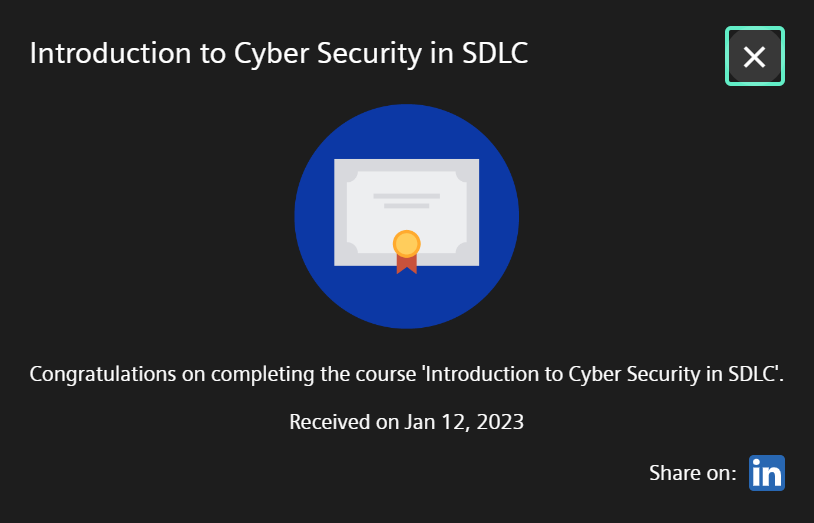 Introduction to Cyber Security in SDLC
Congratulations on completing the course 'Introduction to Cyber Security in SDLC'.
Received on Jan 12, 2023
Share on: in